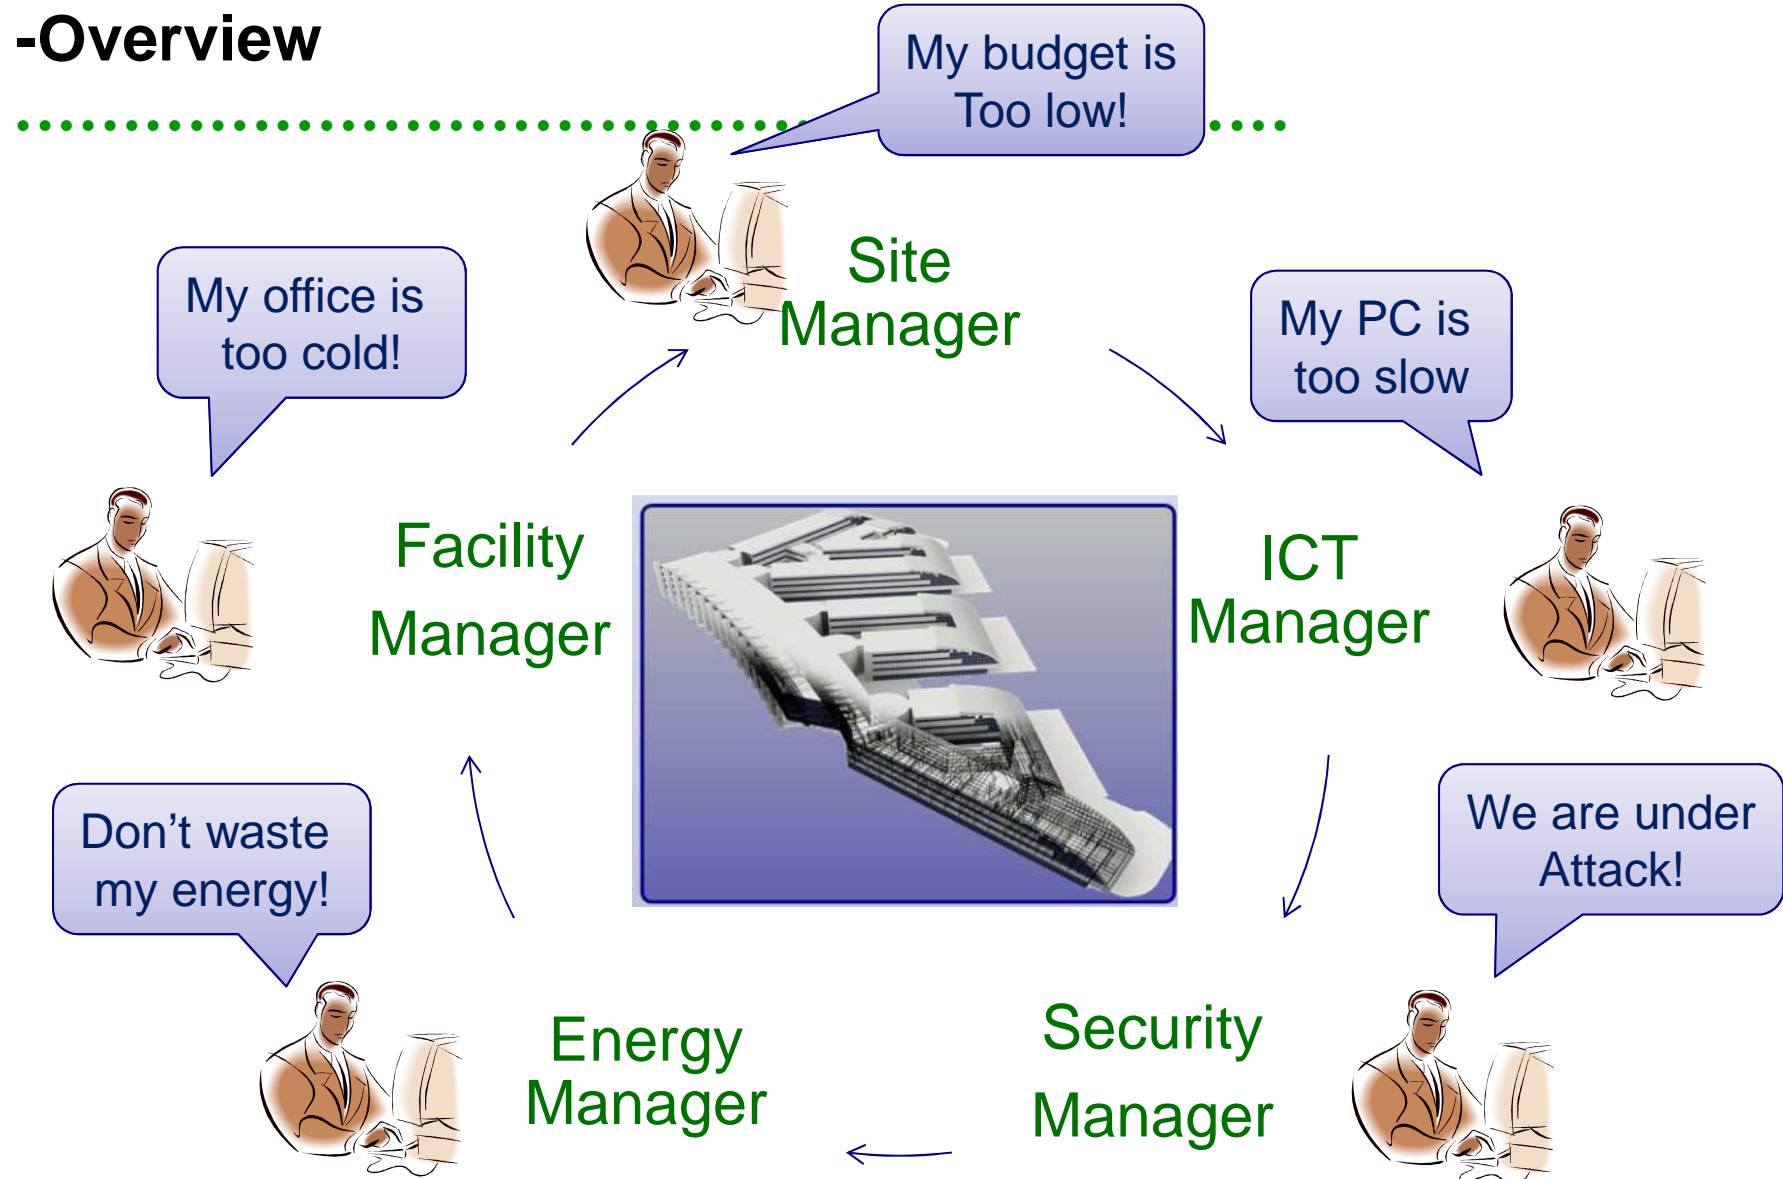 -Overview
My budget is
Too low!
Site
Manager
My office is
too cold!
My PC is
too slow
Facility
Manager
ICT
Manager
Don’t waste
my energy!
We are under
Attack!
Energy
Manager
Security
Manager